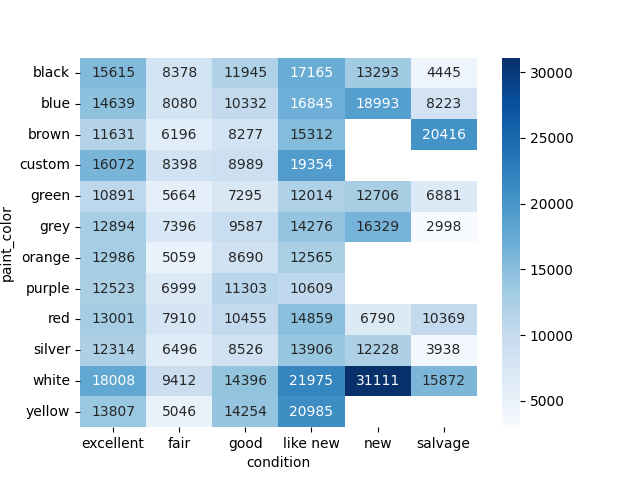 black 15615 8378 11945 17165 13293 4445
blue 14639 8080 10332 16845 18993 8223
brown 11631 6196 8277 15312 20416
custom 16072 8398 8989 19354
green 10891 5664 7295 12014 12706 6881
grey 12894 7396 9587 14276 16329 2998
orange 12986 5059 8690 12565
purple 12523 6999 11303 10609
red 13001 7910 10455 14859 6790 10369
silver 12314 6496 8526 13906 12228 3938
white 18008 9412 14396 21975 31111 15872
yellow 13807 5046 14254 20985
excellent fair good like new new salvage
condition
paint_color
30000
25000
20000
15000
10000
5000